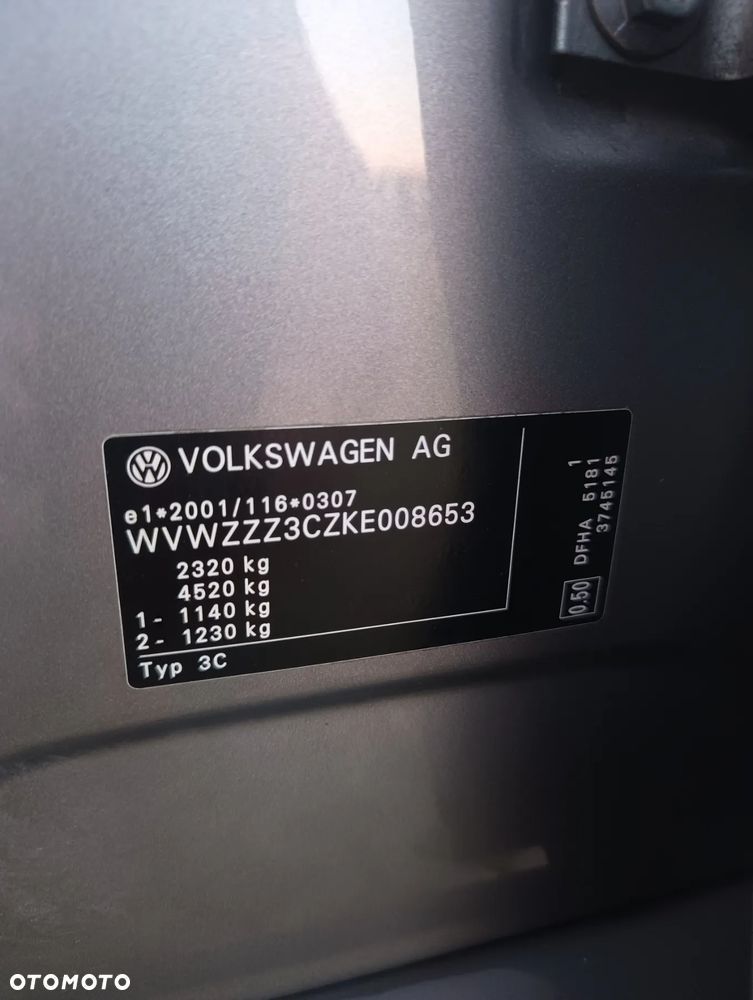 VOLKSWAGEN AG
e1*2001/116*0307
WVWZZZ3CZKE008653
2320 kg
4520 kg
1- 1140 kg
2- 1230 kg
Typ 3C
1
DFHA 5181
3745145
0.50
OTOMOTO